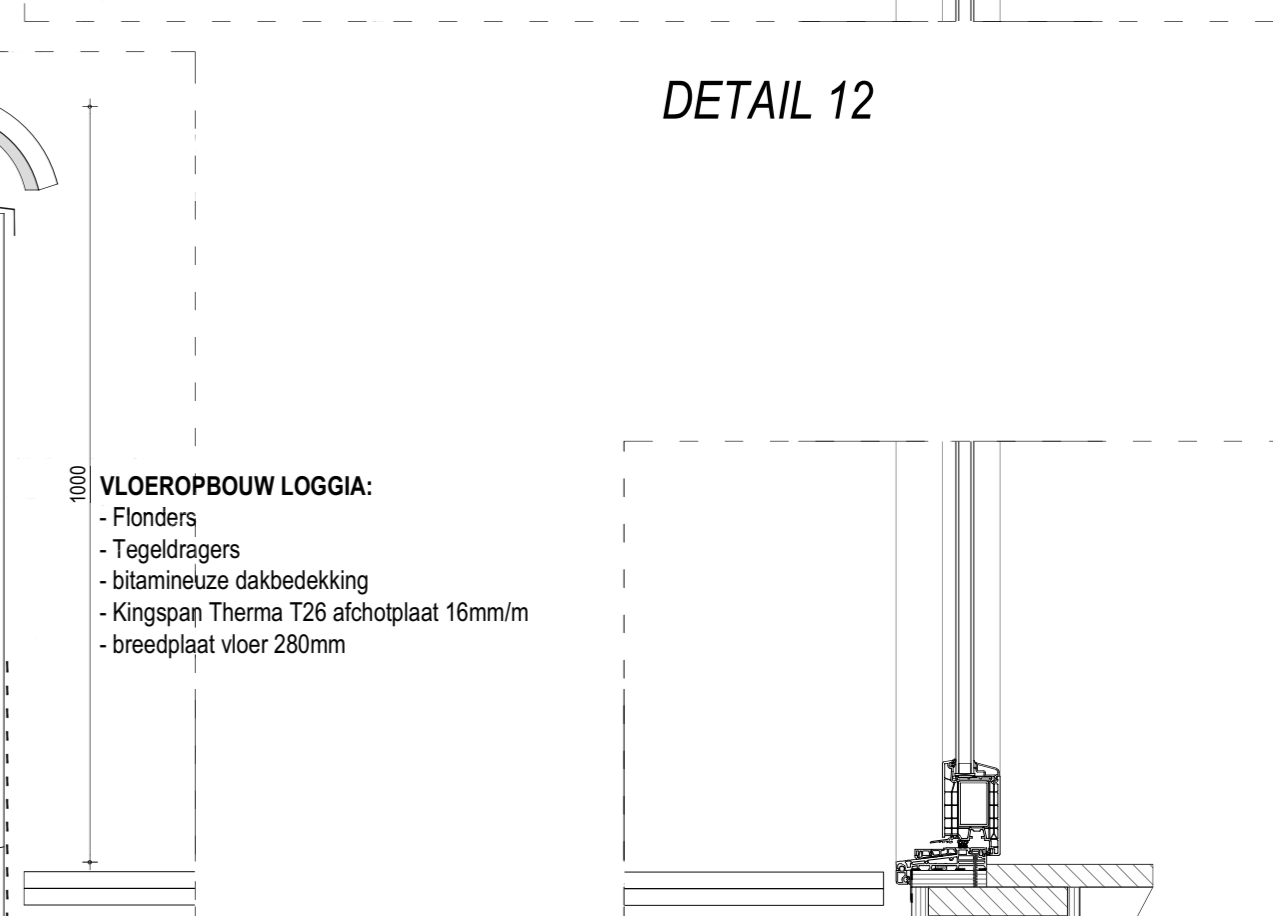 DETAIL 12
1000
VLOEROPBOUW LOGGIA:
- Flonders
- Tegeldragers
- bitamineuze dakbedekking
- Kingspan Therma T26 afchotplaat 16mm/m
- breedplaat vloer 280mm